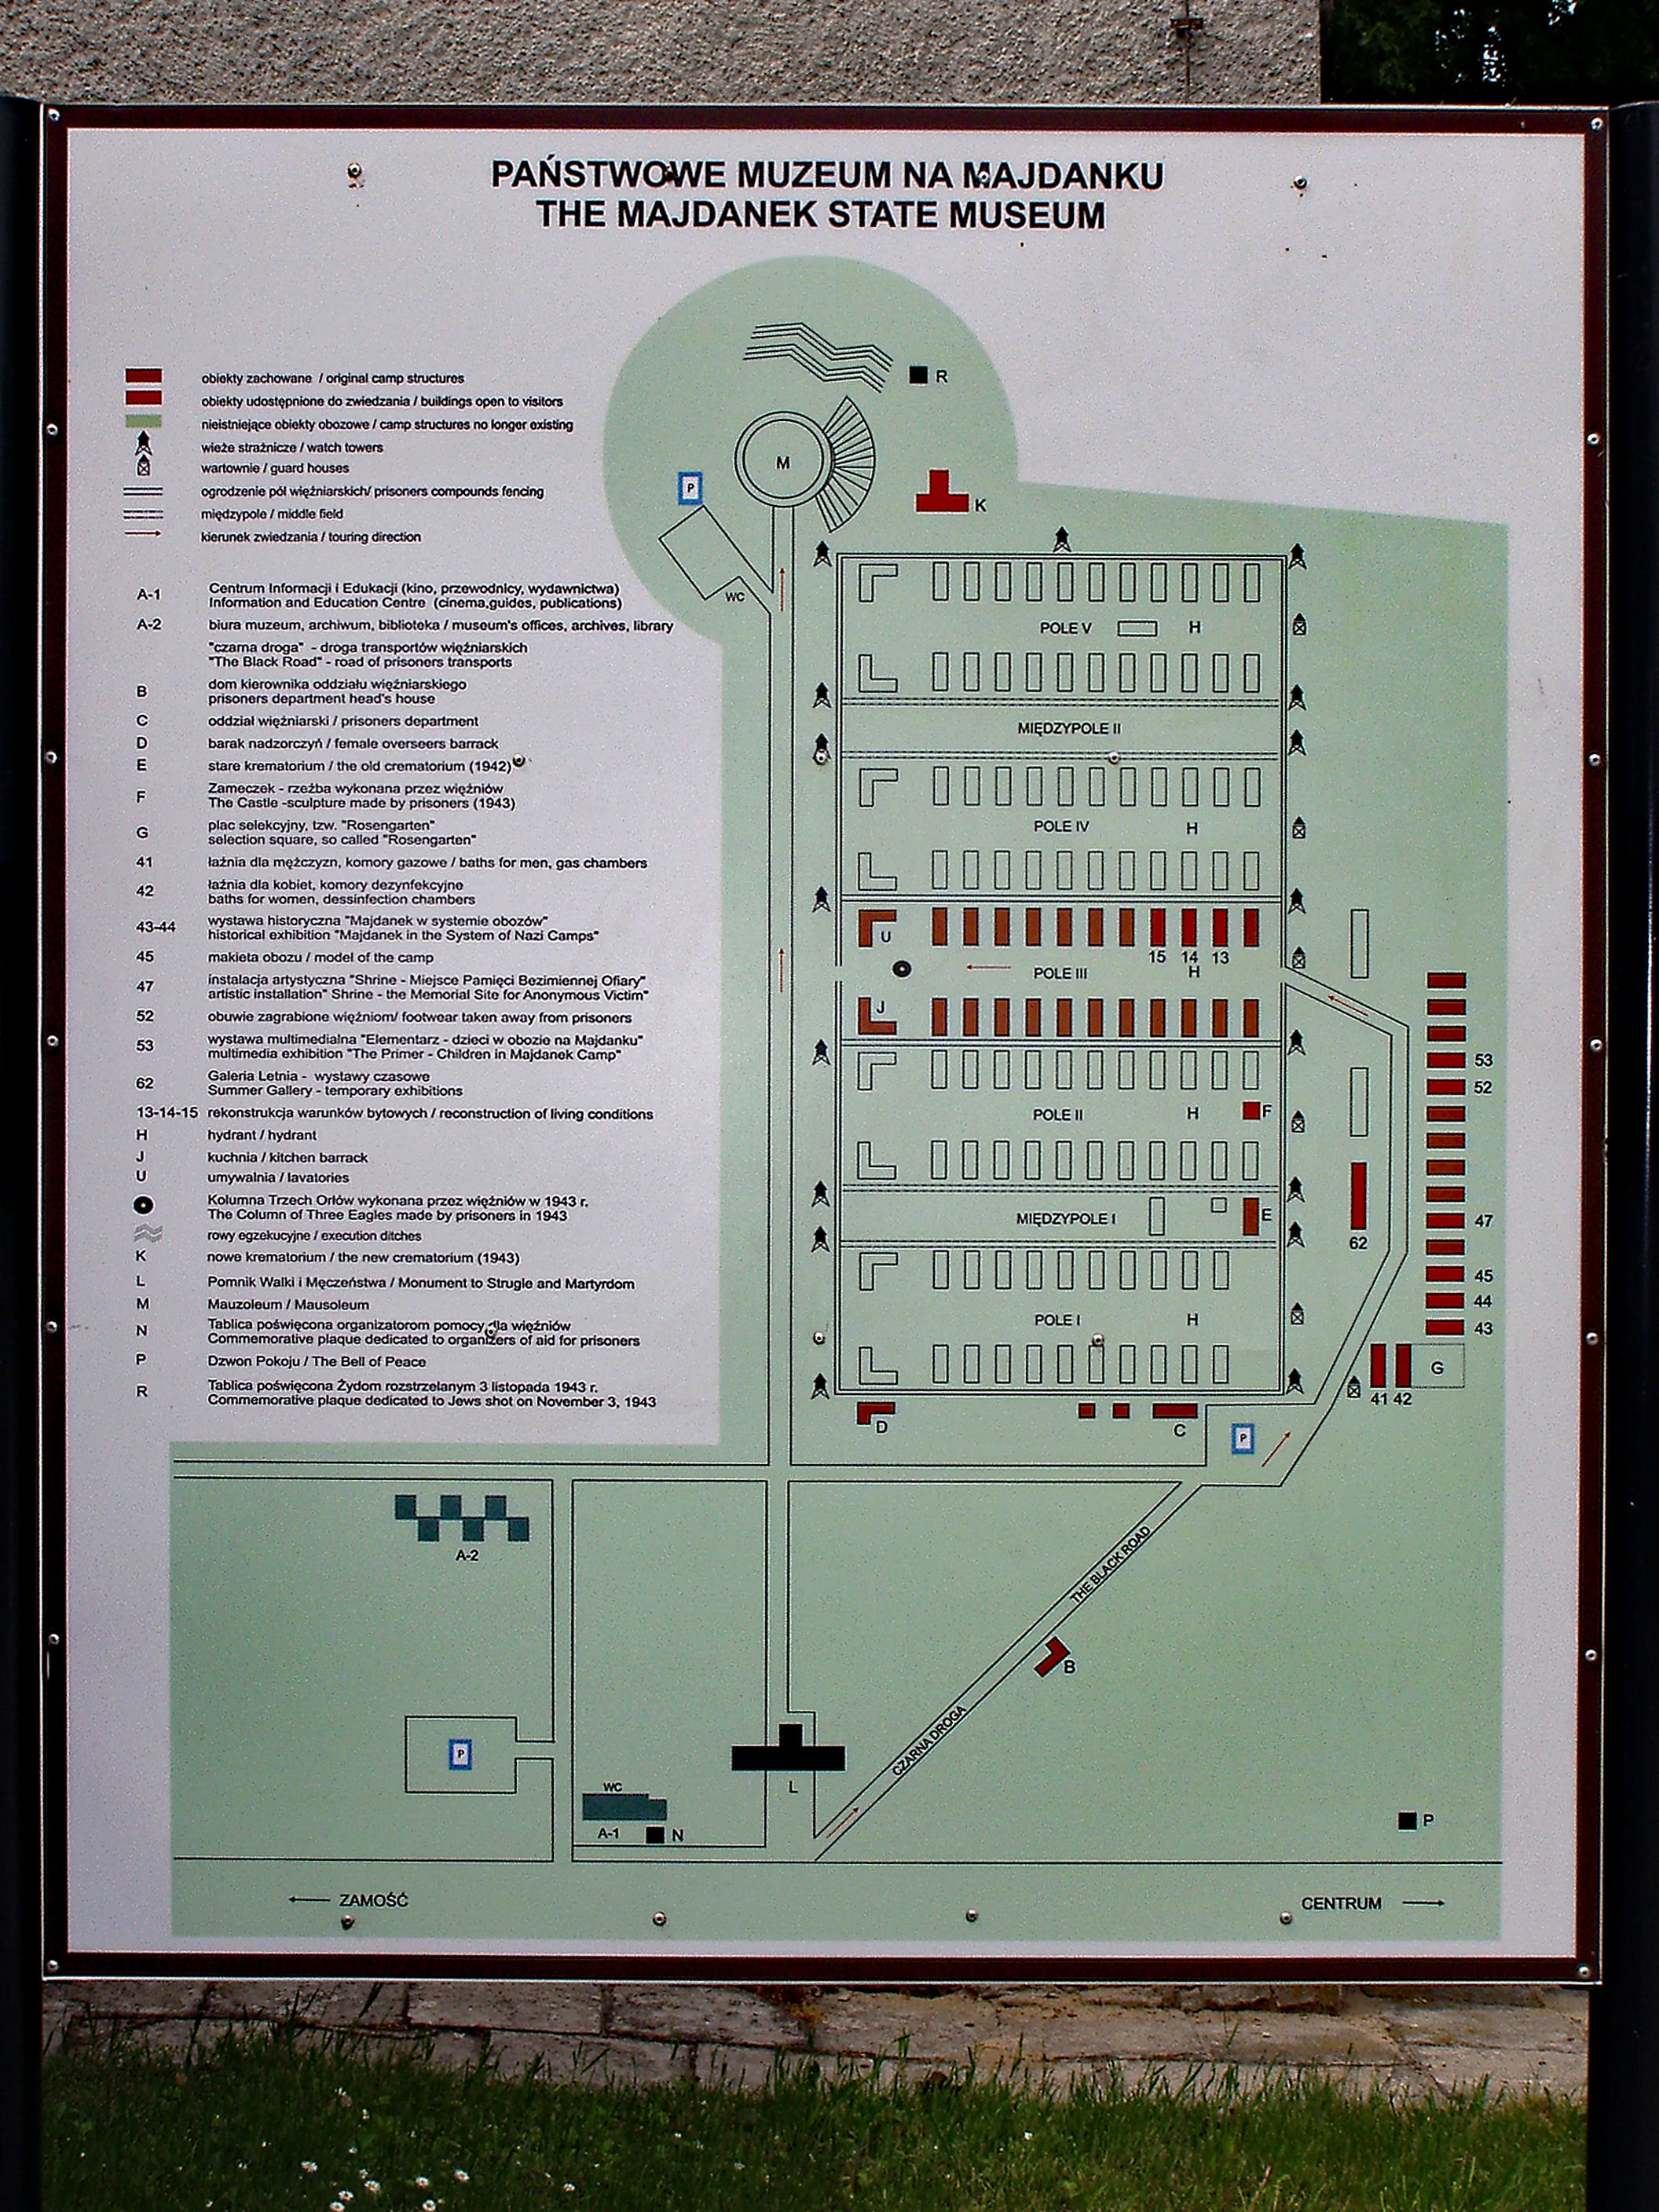 PAŃSTWOWE MUZEUM NA MAJDANKU
THE MAJDANEK STATE MUSEUM
obiekty zachowane / original camp structures
obiekty udostępnione do zwiedzania / buildings open to visitors
nieistniejące obiekty obozowe / camp structures no longer existing
wieże strażnicze / watch towers
wartownie / guard houses
ogrodzenie pól więźniarskich/ prisoners compounds fencing
międzypole / middle field
kierunek zwiedzania / touring direction
A-1 Centrum Informacji i Edukacji (kino, przewodnicy, wydawnictwa)
Information and Education Centre (cinema,guides, publications)
A-2 biura muzeum, archiwum, biblioteka / museum's offices, archives, library
"czarna droga" - droga transportów więźniarskich
"The Black Road" - road of prisoners transports
B dom kierownika oddziału więźniarskiego
prisoners department head's house
C oddział więźniarski / prisoners department
D barak nadzorczyń / female overseers barrack
E stare krematorium / the old crematorium (1942)
F Zameczek - rzeźba wykonana przez więźniów
The Castle -sculpture made by prisoners (1943)
G plac selekcyjny, tzw. "Rosengarten"
selection square, so called "Rosengarten"
41 łaźnia dla mężczyzn, komory gazowe / baths for men, gas chambers
42 łaźnia dla kobiet, komory dezynfekcyjne
baths for women, dessinfection chambers
43-44 wystawa historyczna "Majdanek w systemie obozów"
historical exhibition "Majdanek in the System of Nazi Camps"
45 makieta obozu / model of the camp
47 instalacja artystyczna "Shrine - Miejsce Pamięci Bezimiennej Ofiary"
artistic installation" Shrine - the Memorial Site for Anonymous Victim"
52 obuwie zagrabione więźniom/ footwear taken away from prisoners
53 wystawa multimedialna "Elementarz - dzieci w obozie na Majdanku"
multimedia exhibition "The Primer - Children in Majdanek Camp"
62 Galeria Letnia - wystawy czasowe
Summer Gallery - temporary exhibitions
13-14-15 rekonstrukcja warunków bytowych / reconstruction of living conditions
H hydrant / hydrant
J kuchnia / kitchen barrack
U umywalnia / lavatories
Kolumna Trzech Orłów wykonana przez więźniów w 1943 r.
The Column of Three Eagles made by prisoners in 1943
rowy egzekucyjne / execution ditches
K nowe krematorium / the new crematorium (1943)
L Pomnik Walki i Męczeństwa / Monument to Strugle and Martyrdom
M Mauzoleum / Mausoleum
N Tablica poświęcona organizatorom pomocy dla więźniów
Commemorative plaque dedicated to organizers of aid for prisoners
P Dzwon Pokoju / The Bell of Peace
R Tablica poświęcona Żydom rozstrzelanym 3 listopada 1943 r.
Commemorative plaque dedicated to Jews shot on November 3, 1943
R
M
P
K
WC
POLE V H
MIĘDZYPOLE II
POLE IV H
U
15 14 13
POLE III H
J
53
52
POLE II H F
MIĘDZYPOLE I E
62
47
45
44
43
POLE I H
G
41 42
D
C
P
A-2
THE BLACK ROAD
B
CZARNA DROGA
P
L
WC
A-1 N
P
ZAMOŚĆ
CENTRUM